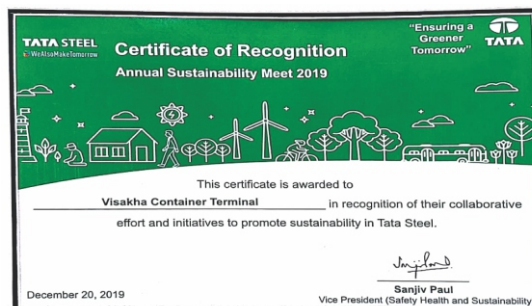 TATA STEEL
#WeAlsoMakeTomorrow
Certificate of Recognition
Annual Sustainability Meet 2019
"Ensuring a
Greener
Tomorrow"
TATA
This certificate is awarded to
Visakha Container Terminal in recognition of their collaborative
effort and initiatives to promote sustainability in Tata Steel.
Sanjiv Paul
Vice President (Safety Health and Sustainability)
December 20, 2019